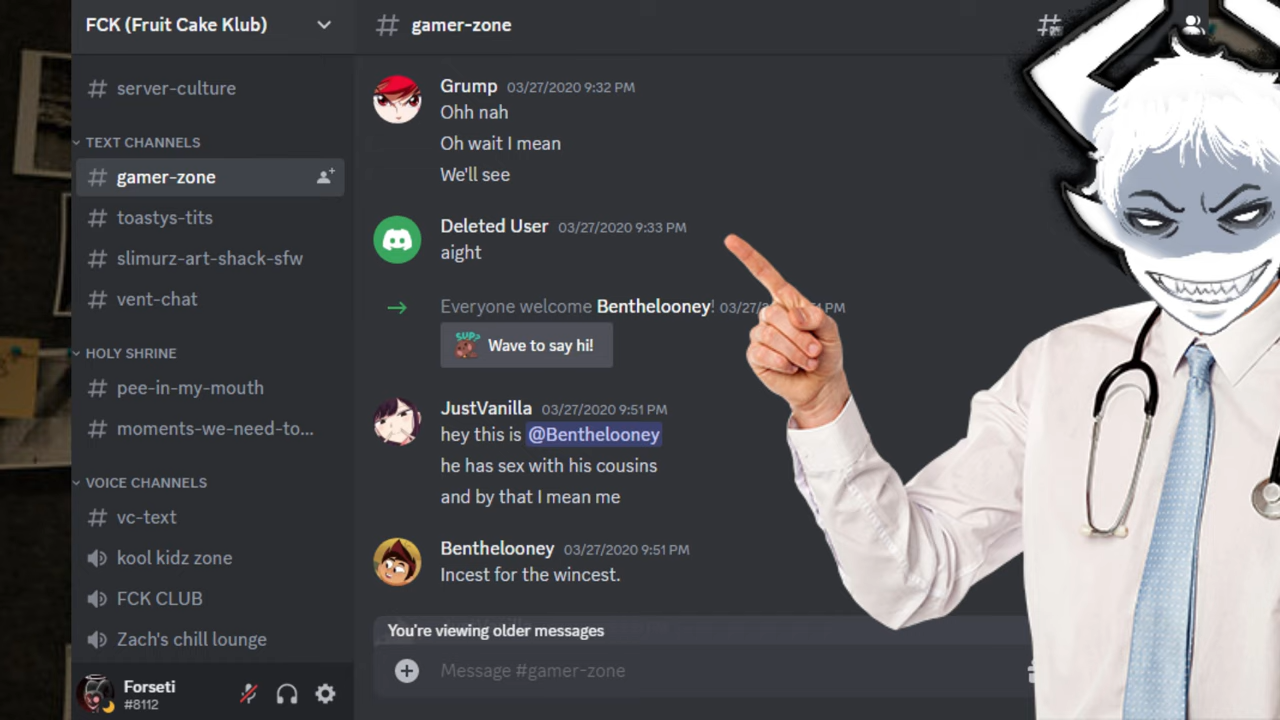 FCK (Fruit Cake Klub)
# server-culture
TEXT CHANNELS
# gamer-zone
# toastys-tits
# slimurz-art-shack-sfw
# vent-chat
HOLY SHRINE
# pee-in-my-mouth
# moments-we-need-to...
VOICE CHANNELS
# vc-text
kool kidz zone
FCK CLUB
Zach's chill lounge
Forseti
#8112
# gamer-zone
Grump 03/27/2020 9:32 PM
Ohh nah
Oh wait I mean
We'll see
Deleted User 03/27/2020 9:33 PM
aight
Everyone welcome Benthelooney! 03/27/ PM
SUP?
Wave to say hi!
JustVanilla 03/27/2020 9:51 PM
hey this is @Benthelooney
he has sex with his cousins
and by that I mean me
Benthelooney 03/27/2020 9:51 PM
Incest for the wincest.
You're viewing older messages
Message #gamer-zone